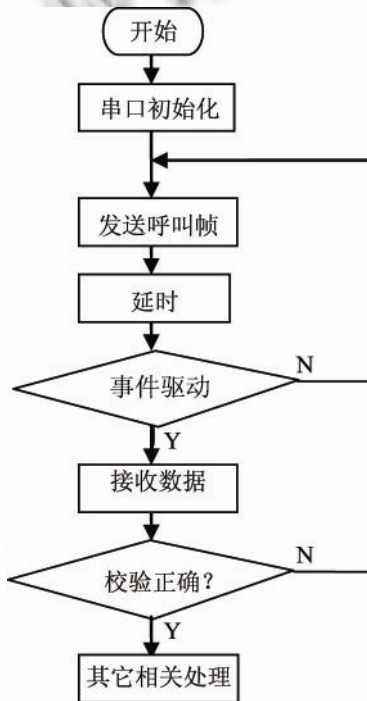 开始
串口初始化
发送呼叫帧
延时
事件驱动
N
Y
接收数据
校验正确?
N
Y
其它相关处理